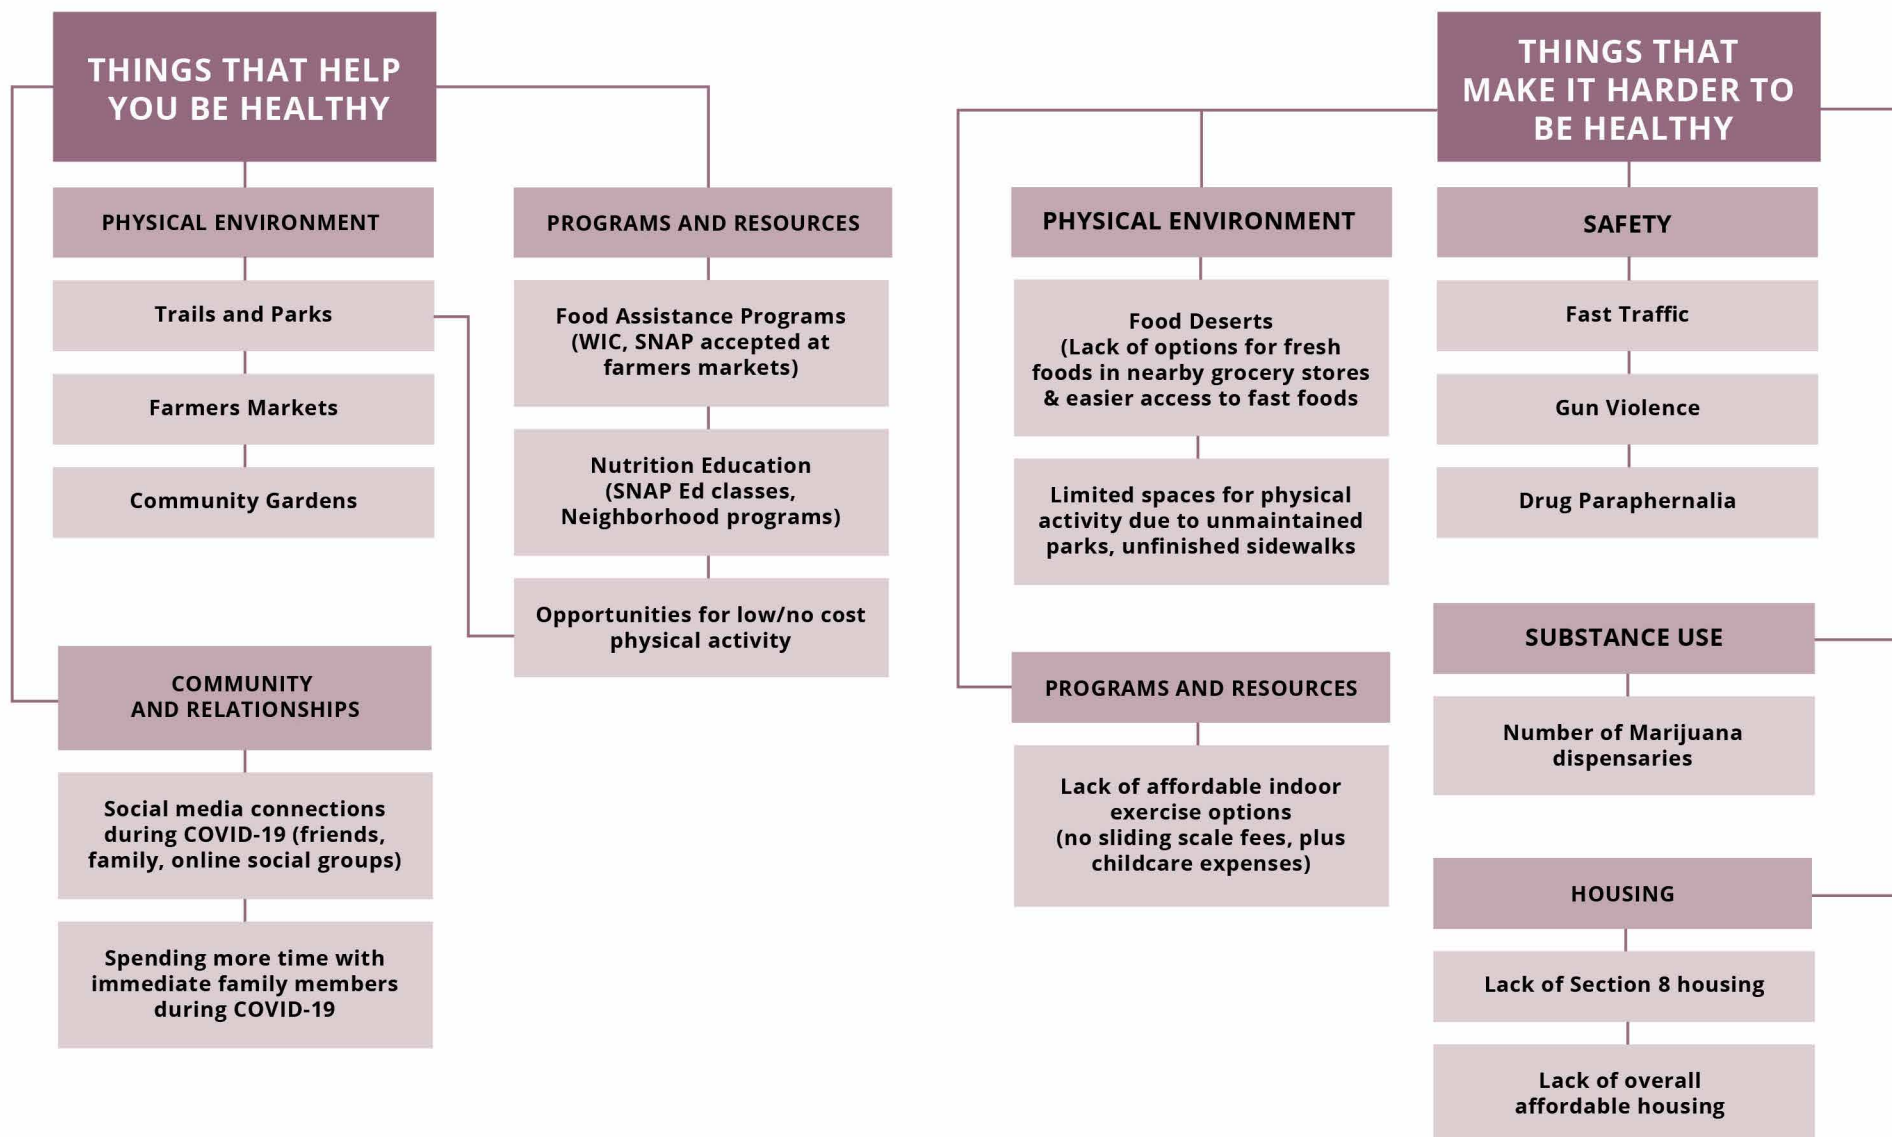 THINGS THAT HELP
YOU BE HEALTHY
PHYSICAL ENVIRONMENT
Trails and Parks
Farmers Markets
Community Gardens
PROGRAMS AND RESOURCES
Food Assistance Programs
(WIC, SNAP accepted at
farmers markets)
Nutrition Education
(SNAP Ed classes,
Neighborhood programs)
Opportunities for low/no cost
physical activity
COMMUNITY
AND RELATIONSHIPS
Social media connections
during COVID-19 (friends,
family, online social groups)
Spending more time with
immediate family members
during COVID-19
THINGS THAT
MAKE IT HARDER TO
BE HEALTHY
PHYSICAL ENVIRONMENT
Food Deserts
(Lack of options for fresh
foods in nearby grocery stores
& easier access to fast foods
Limited spaces for physical
activity due to unmaintained
parks, unfinished sidewalks
PROGRAMS AND RESOURCES
Lack of affordable indoor
exercise options
(no sliding scale fees, plus
childcare expenses)
SAFETY
Fast Traffic
Gun Violence
Drug Paraphernalia
SUBSTANCE USE
Number of Marijuana
dispensaries
HOUSING
Lack of Section 8 housing
Lack of overall
affordable housing